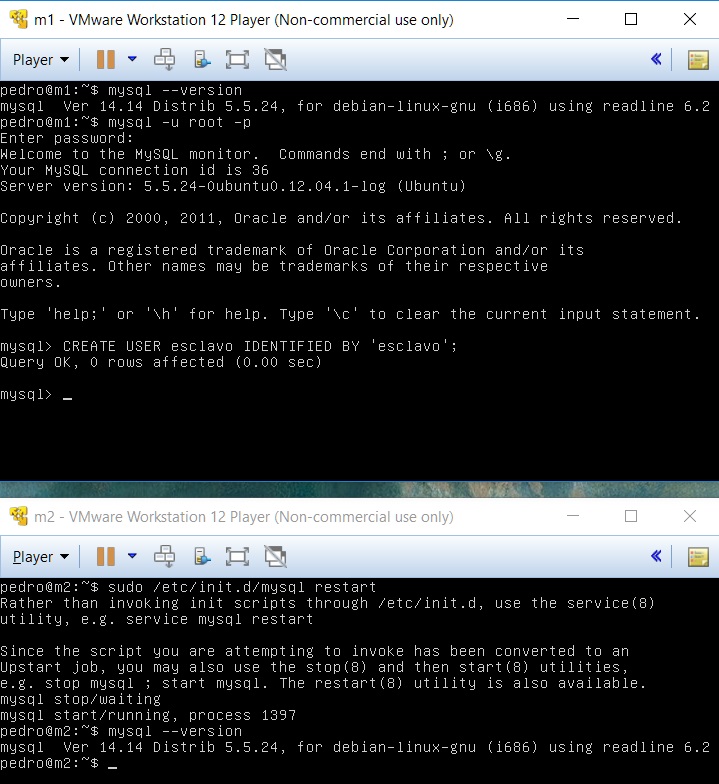 m1 - VMware Workstation 12 Player (Non-commercial use only)
Player
pedro@m1:~$ mysql --version
mysql  Ver 14.14 Distrib 5.5.24, for debian-linux-gnu (i686) using readline 6.2
pedro@m1:~$ mysql -u root -p
Enter password:
Welcome to the MySQL monitor.  Commands end with ; or \g.
Your MySQL connection id is 36
Server version: 5.5.24-0ubuntu0.12.04.1-log (Ubuntu)
Copyright (c) 2000, 2011, Oracle and/or its affiliates. All rights reserved.
Oracle is a registered trademark of Oracle Corporation and/or its
affiliates. Other names may be trademarks of their respective
owners.
Type 'help;' or '\h' for help. Type '\c' to clear the current input statement.
mysql> CREATE USER esclavo IDENTIFIED BY 'esclavo';
Query OK, 0 rows affected (0.00 sec)
mysql> _
m2 - VMware Workstation 12 Player (Non-commercial use only)
Player
pedro@m2:~$ sudo /etc/init.d/mysql restart
Rather than invoking init scripts through /etc/init.d, use the service(8)
utility, e.g. service mysql restart
Since the script you are attempting to invoke has been converted to an
Upstart job, you may also use the stop(8) and then start(8) utilities,
e.g. stop mysql ; start mysql. The restart(8) utility is also available.
mysql stop/waiting
mysql start/running, process 1397
pedro@m2:~$ mysql --version
mysql  Ver 14.14 Distrib 5.5.24, for debian-linux-gnu (i686) using readline 6.2
pedro@m2:~$ _